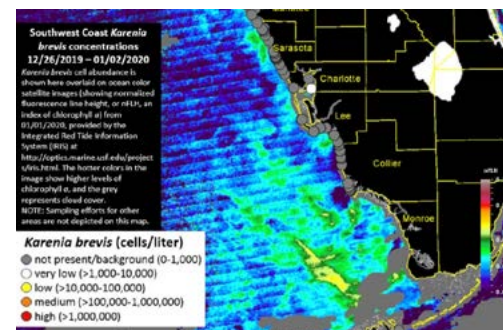 Southwest Coast Karenia
brevis concentrations
12/26/2019 – 01/02/2020
Karenia brevis cell abundance is
shown here overlaid on ocean color
satellite images (showing normalized
fluorescence line height, or nFLH, an
index of chlorophyll a) from
01/01/2020, provided by the
Integrated Red Tide Information
System (IRIS) at
http://optics.marine.usf.edu/project
s/iris.html. The hotter colors in the
image show higher levels of
chlorophyll a, and the grey
represents cloud cover.
NOTE: Sampling efforts for other
areas are not depicted on this map.
Karenia brevis (cells/liter)
not present/background (0-1,000)
very low (>1,000-10,000)
low (>10,000-100,000)
medium (>100,000-1,000,000)
high (>1,000,000)
Sarasota
Charlotte
Lee
Collier
Monroe